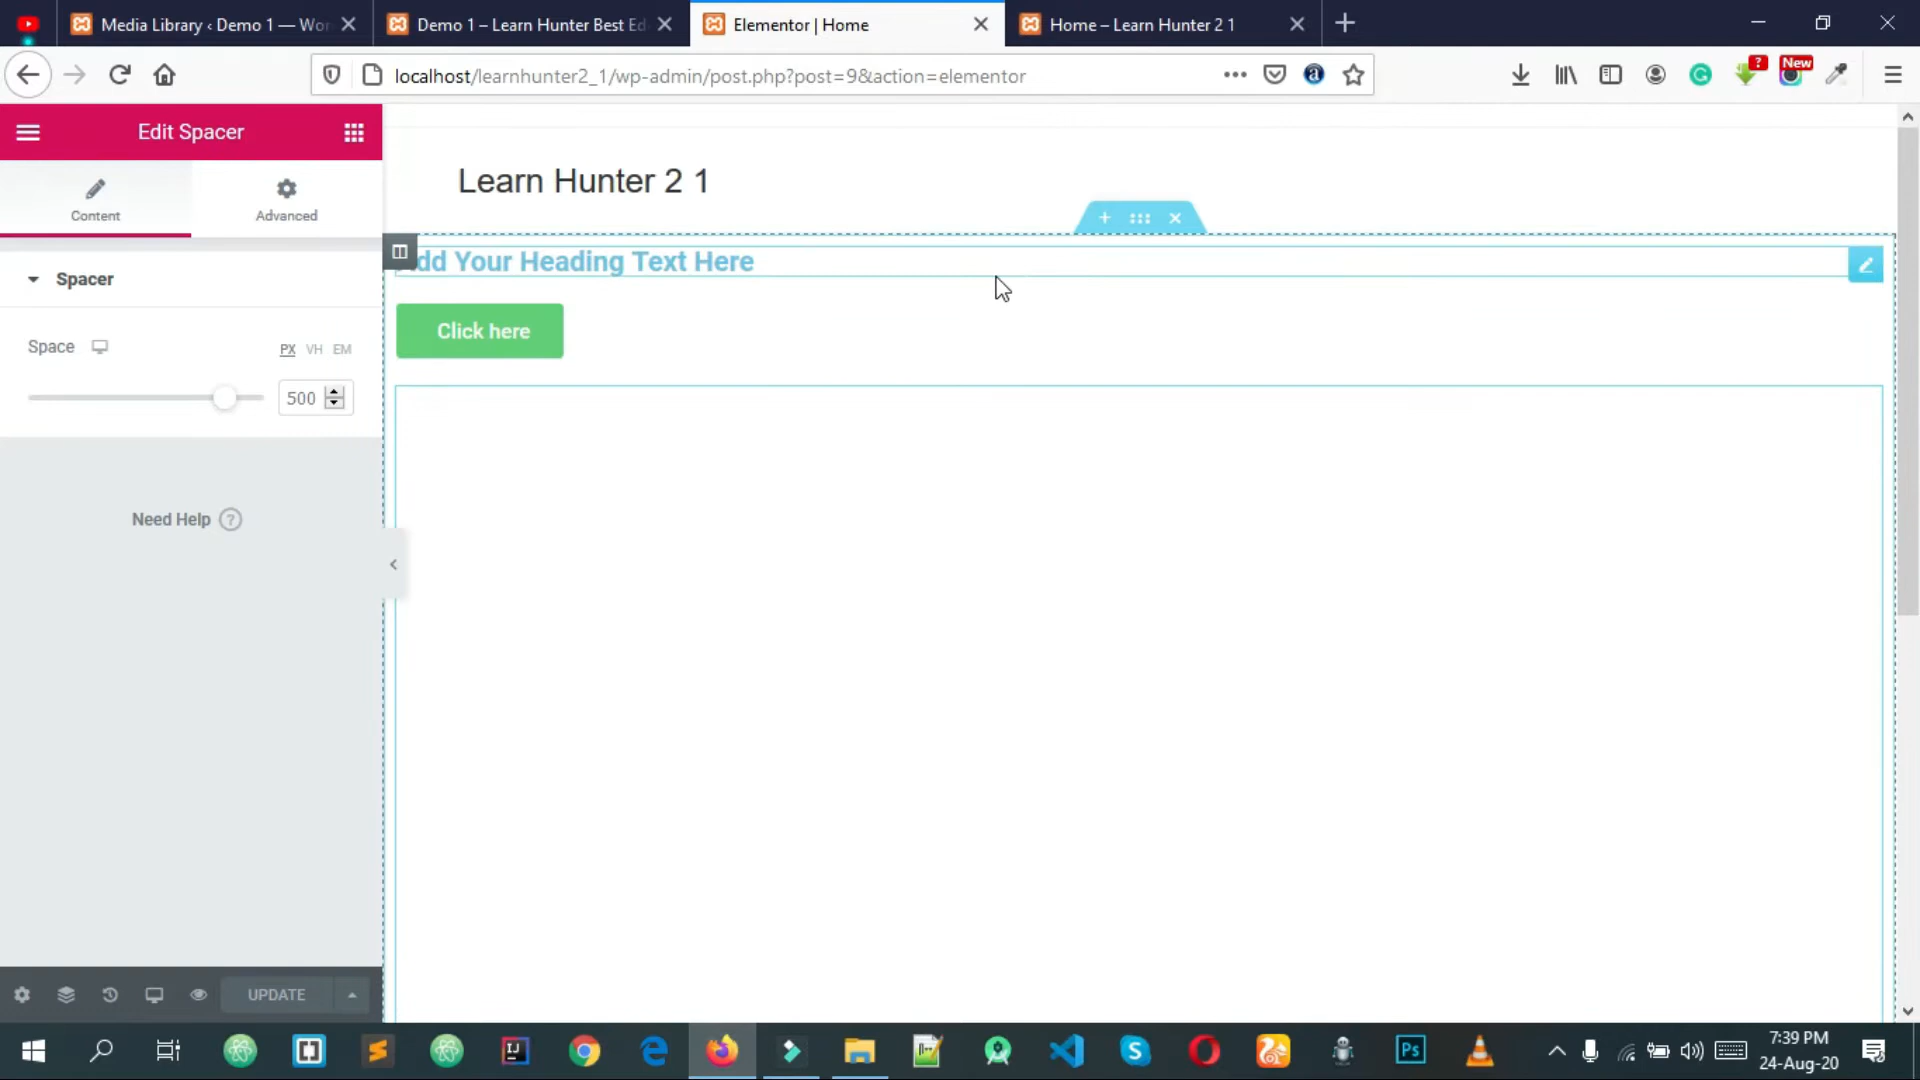 Media Library ‹ Demo 1 — Wor
Demo 1 – Learn Hunter Best Ed
Elementor | Home
Home – Learn Hunter 2 1
localhost/learnhunter2_1/wp-admin/post.php?post=9&action=elementor
?
New
Edit Spacer
Content
Advanced
Spacer
Space
PX VH EM
500
Need Help ?
UPDATE
Learn Hunter 2 1
dd Your Heading Text Here
Click here
7:39 PM
24-Aug-20